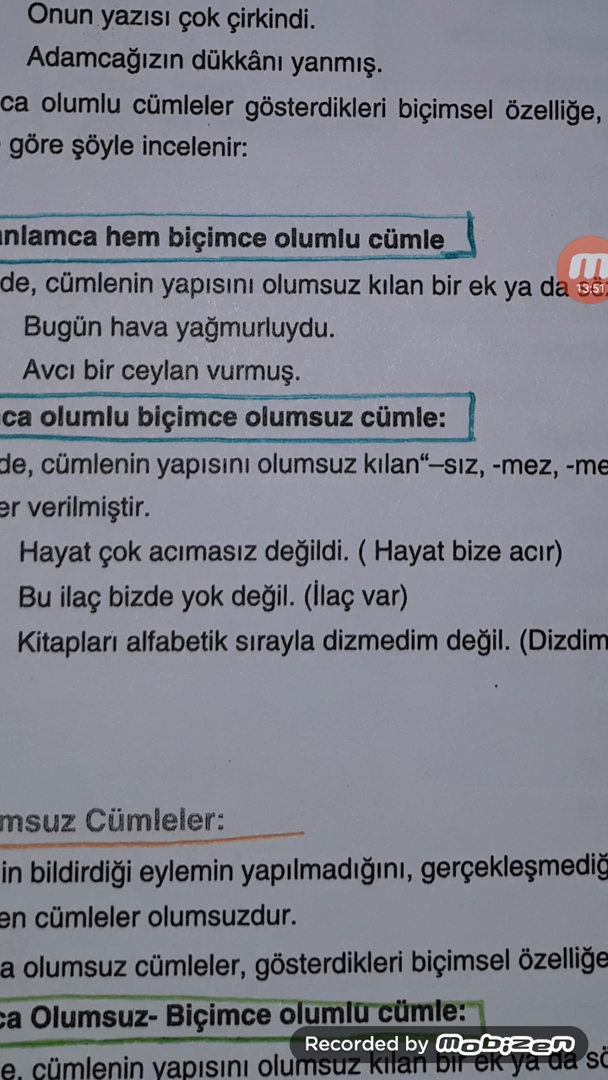 Onun yazısı çok çirkindi.
Adamcağızın dükkânı yanmış.
ca olumlu cümleler gösterdikleri biçimsel özelliğe,
göre şöyle incelenir:
anlamca hem biçimce olumlu cümle
de, cümlenin yapısını olumsuz kılan bir ek ya da
13:51
Bugün hava yağmurluydu.
Avcı bir ceylan vurmuş.
ca olumlu biçimce olumsuz cümle:
de, cümlenin yapısını olumsuz kılan“–sız, -mez, -me
er verilmiştir.
Hayat çok acımasız değildi. ( Hayat bize acır)
Bu ilaç bizde yok değil. (İlaç var)
Kitapları alfabetik sırayla dizmedim değil. (Dizdim
msuz Cümleler:
in bildirdiği eylemin yapılmadığını, gerçekleşmediğ
en cümleler olumsuzdur.
a olumsuz cümleler, gösterdikleri biçimsel özelliğe
ca Olumsuz- Biçimce olumlu cümle:
e, cümlenin yapısını olumsuz kılan bir ek ya da sö
Recorded by Mobizen